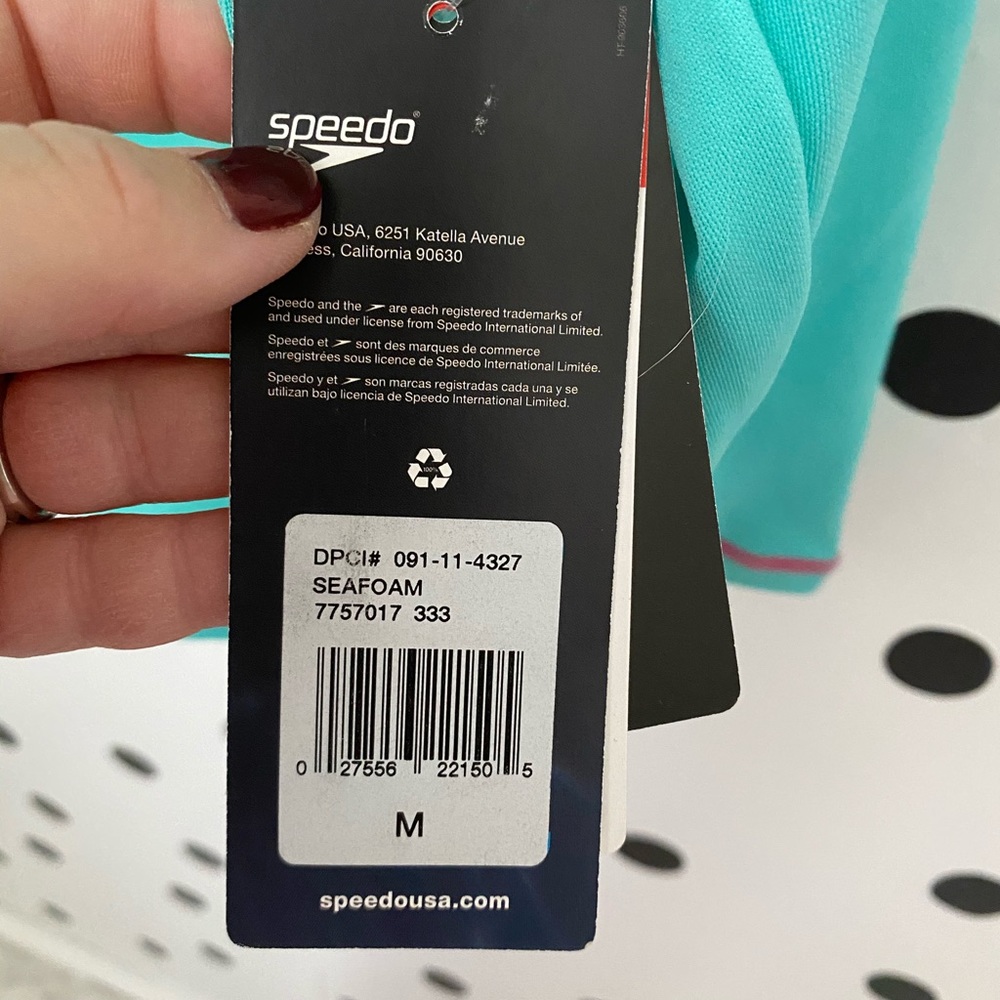 speedo®
USA, 6251 Katella Avenue
California 90630
Speedo and the are each registered trademarks of
and used under license from Speedo International Limited.
Speedo et sont des marques de commerce
enregistrées sous licence de Speedo International Limitée.
Speedo y et son marcas registradas cada una y se
utilizan bajo licencia de Speedo International Limited.
100%
DPCI# 091-11-4327
SEAFOAM
7757017 333
0 27556 22150 5
M
speedousa.com